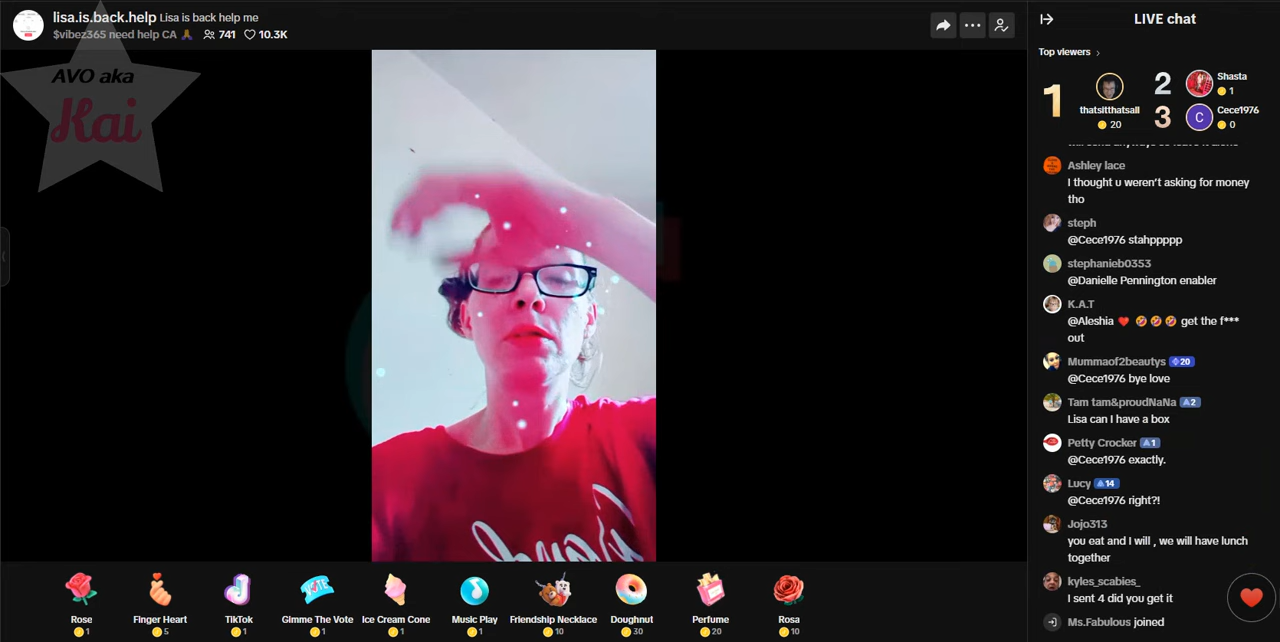 lisa.is.back.help Lisa is back help me
$vibez365 need help CA 🙏 741 10.3K
AVO aka
Kai
LIVE chat
Top viewers >
1
thatsitthatsall
20
2
Shasta
1
3
C
Cece1976
0
Ashley lace
I thought u weren't asking for money
tho
steph
@Cece1976 stahppppp
stephanieb0353
@Danielle Pennington enabler
K.A.T
@Aleshia ❤️ 🤣 🤣 🤣 get the f***
out
Mummaof2beautys 20
@Cece1976 bye love
Tam tam&proudNaNa 2
Lisa can I have a box
Petty Crocker 1
@Cece1976 exactly.
Lucy 14
@Cece1976 right?!
Jojo313
you eat and I will , we will have lunch
together
kyles_scabies_
I sent 4 did you get it
Ms.Fabulous joined
VOTE
Rose Finger Heart TikTok Gimme The Vote Ice Cream Cone Music Play Friendship Necklace Doughnut Perfume Rosa
1 5 1 1 1 1 10 30 20 10